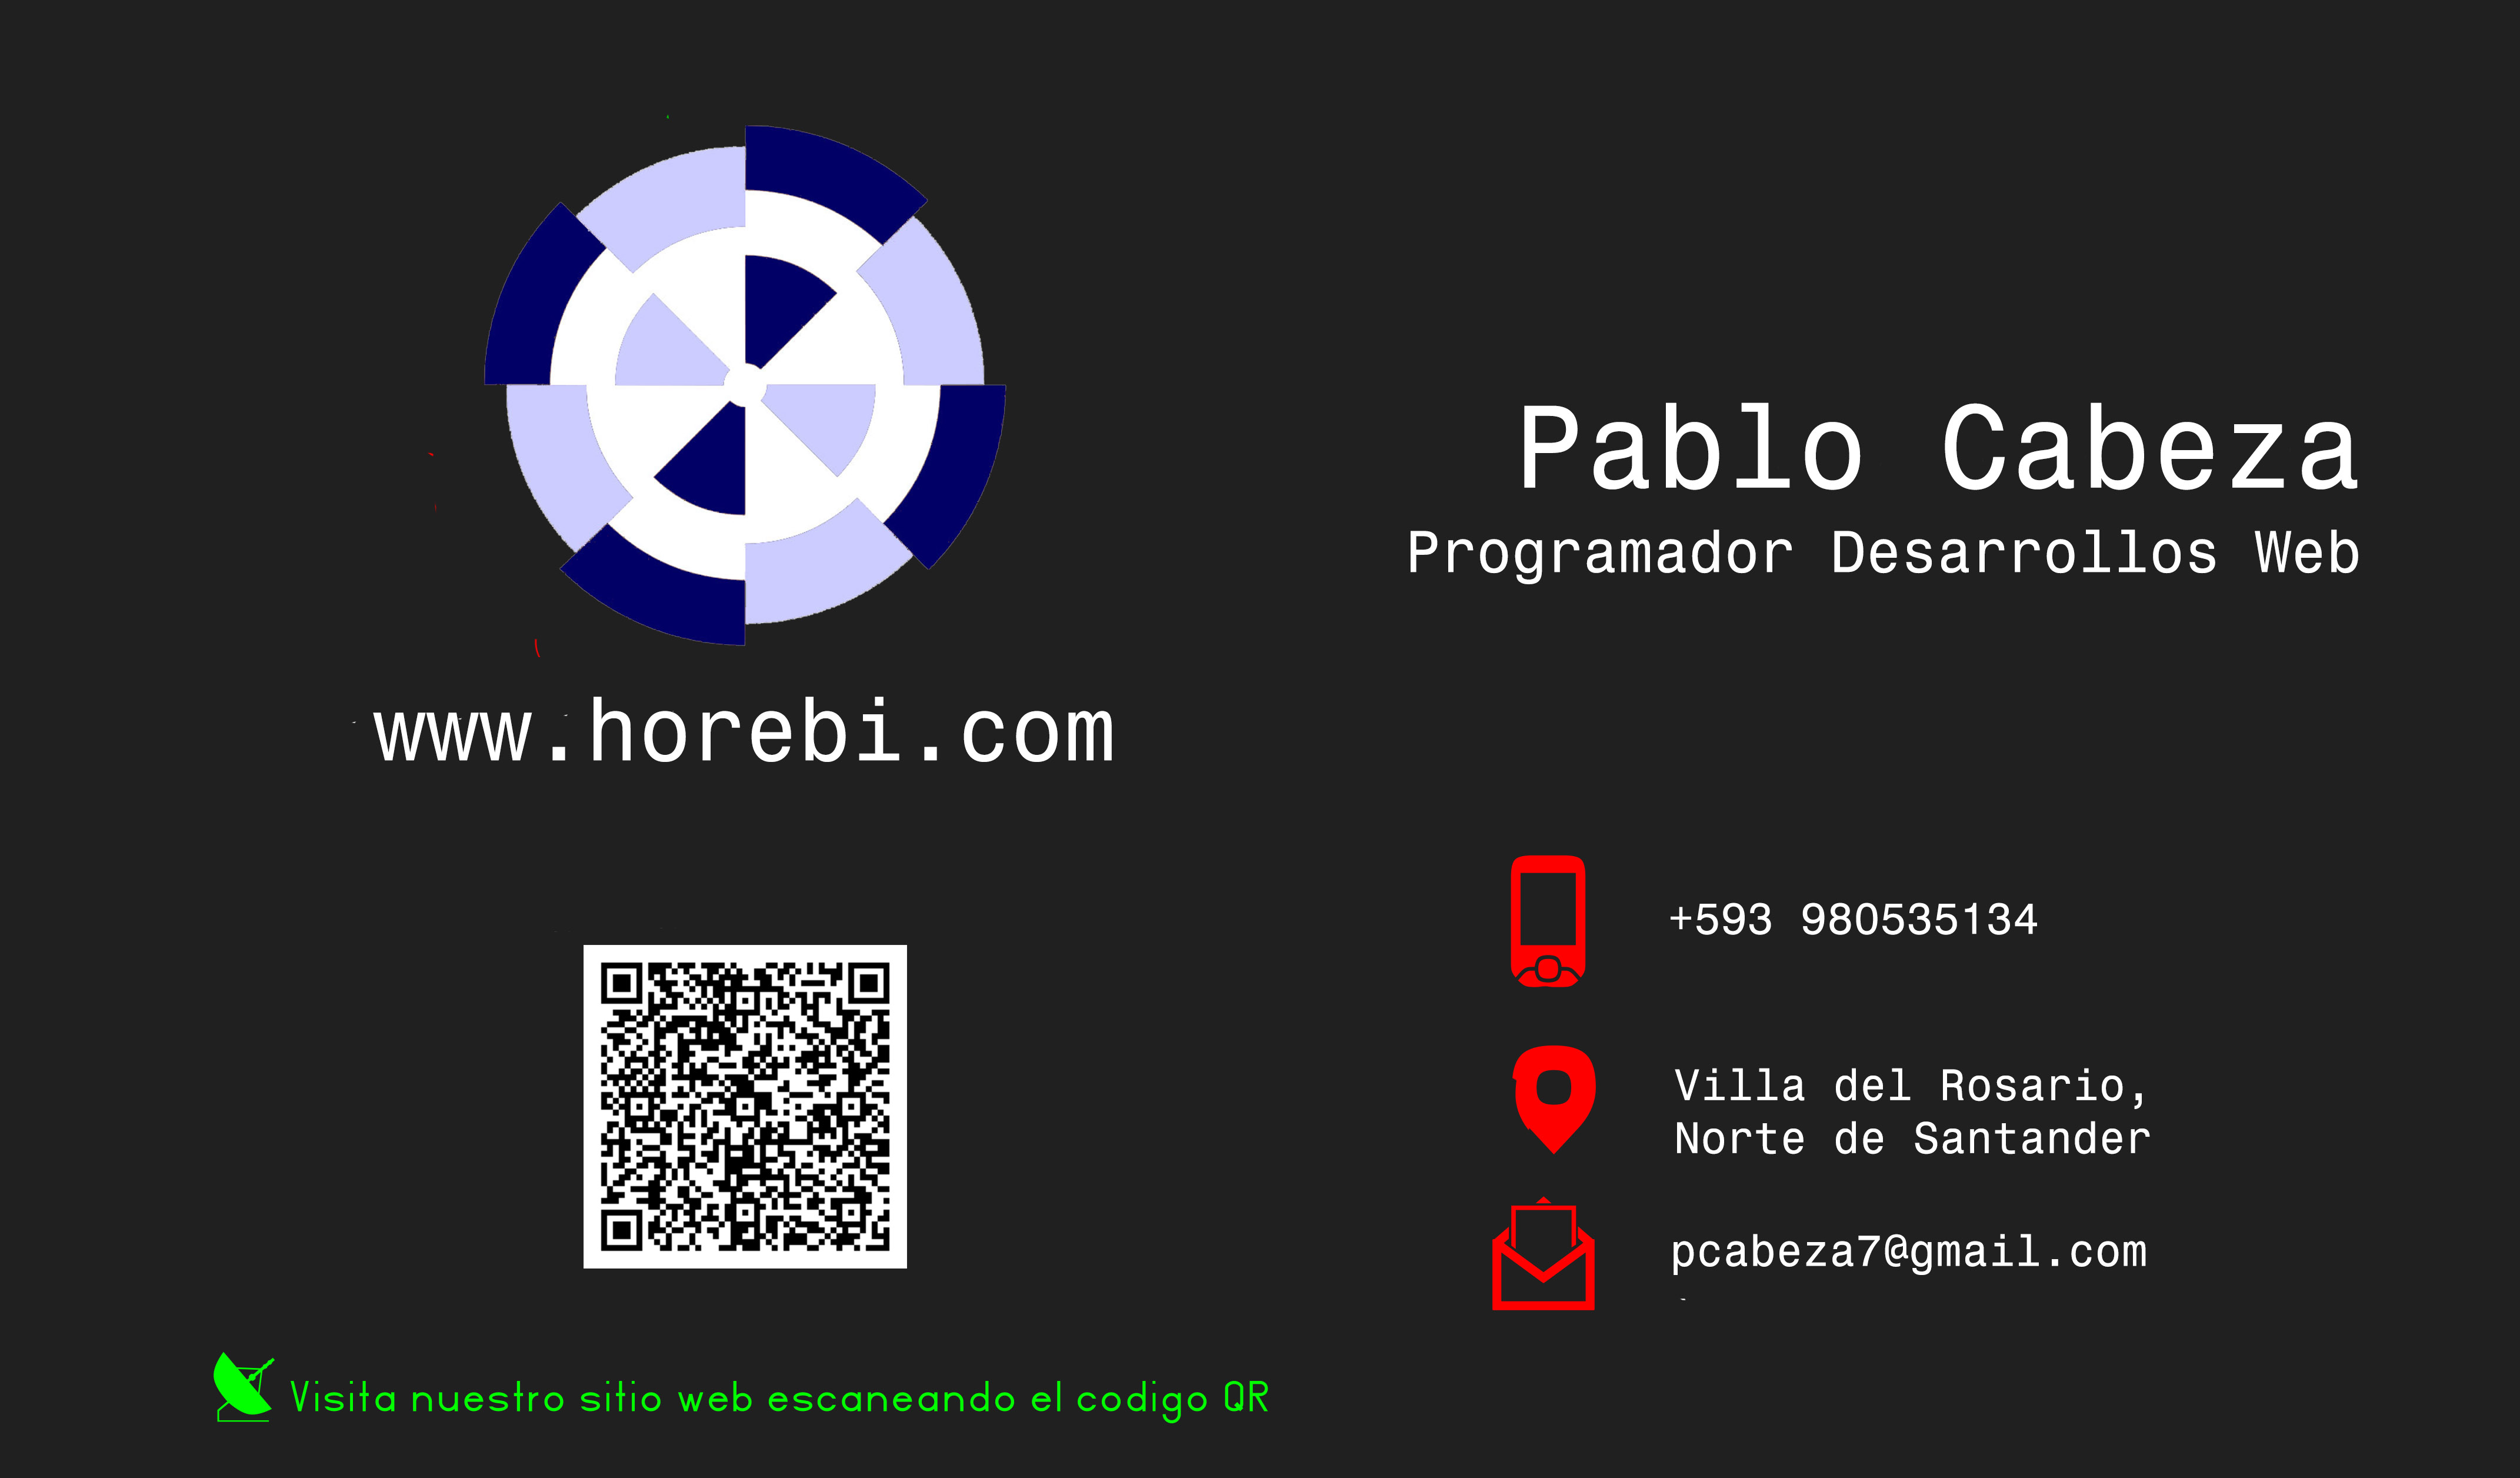 www.horebi.com
Visita nuestro sitio web escaneando el codigo QR
Pablo Cabeza
Programador Desarrollos Web
+593 980535134
Villa del Rosario,
Norte de Santander
pcabeza7@gmail.com